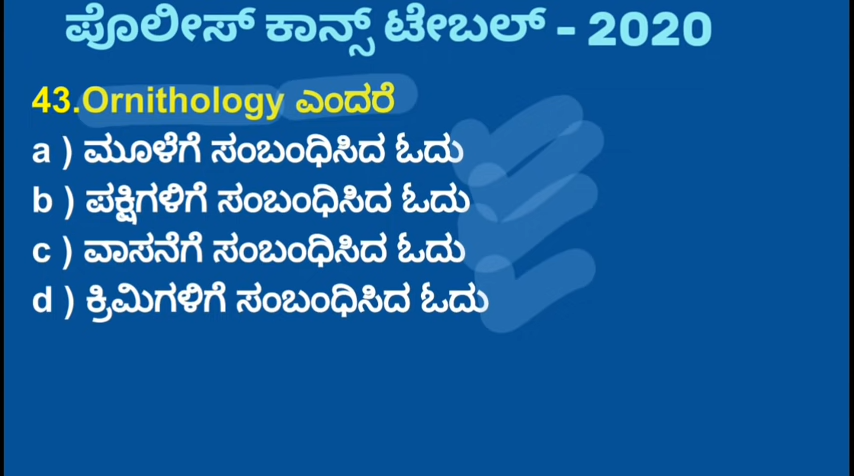 ಪೊಲೀಸ್ ಕಾನ್ಸ್ ಟೇಬಲ್ - 2020
43.Ornithology ಎಂದರೆ
a ) ಮೂಳೆಗೆ ಸಂಬಂಧಿಸಿದ ಓದು
b ) ಪಕ್ಷಿಗಳಿಗೆ ಸಂಬಂಧಿಸಿದ ಓದು
c ) ವಾಸನೆಗೆ ಸಂಬಂಧಿಸಿದ ಓದು
d ) ಕ್ರಿಮಿಗಳಿಗೆ ಸಂಬಂಧಿಸಿದ ಓದು